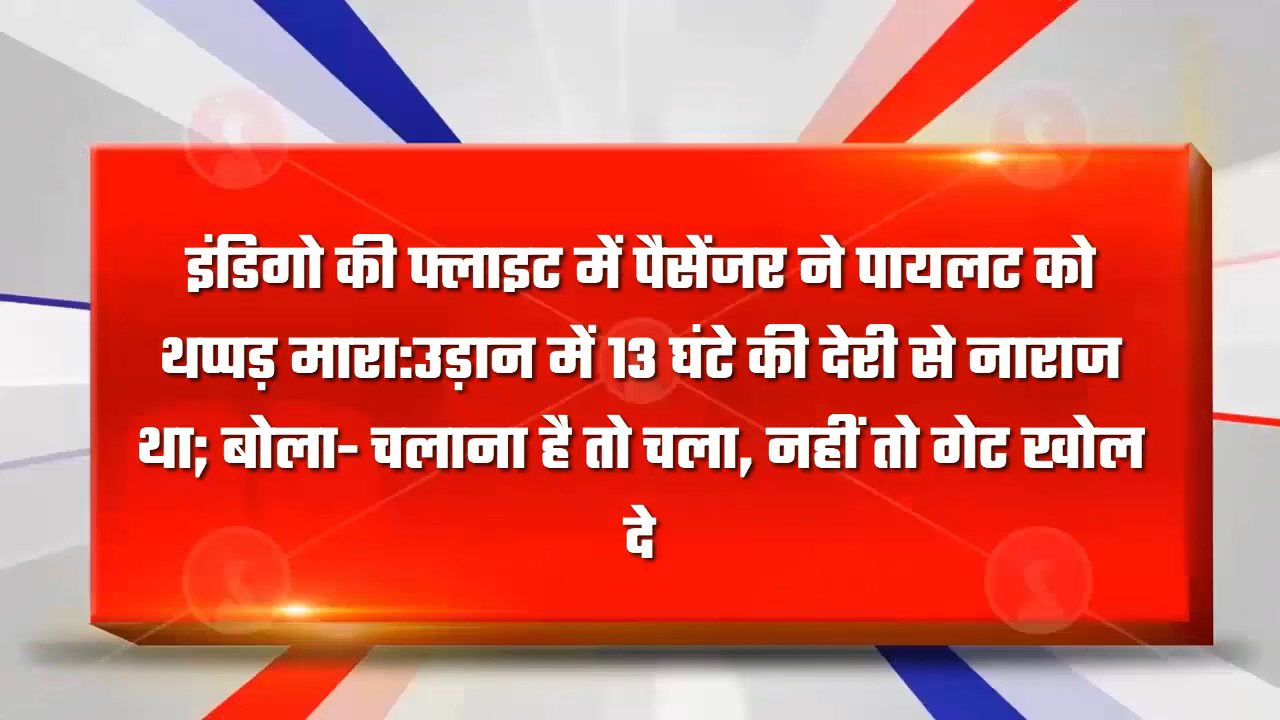 इंडिगो की फ्लाइट में पैसेंजर ने पायलट को
थप्पड़ मारा:उड़ान में 13 घंटे की देरी से नाराज
था; बोला- चलाना है तो चला, नहीं तो गेट खोल
दे